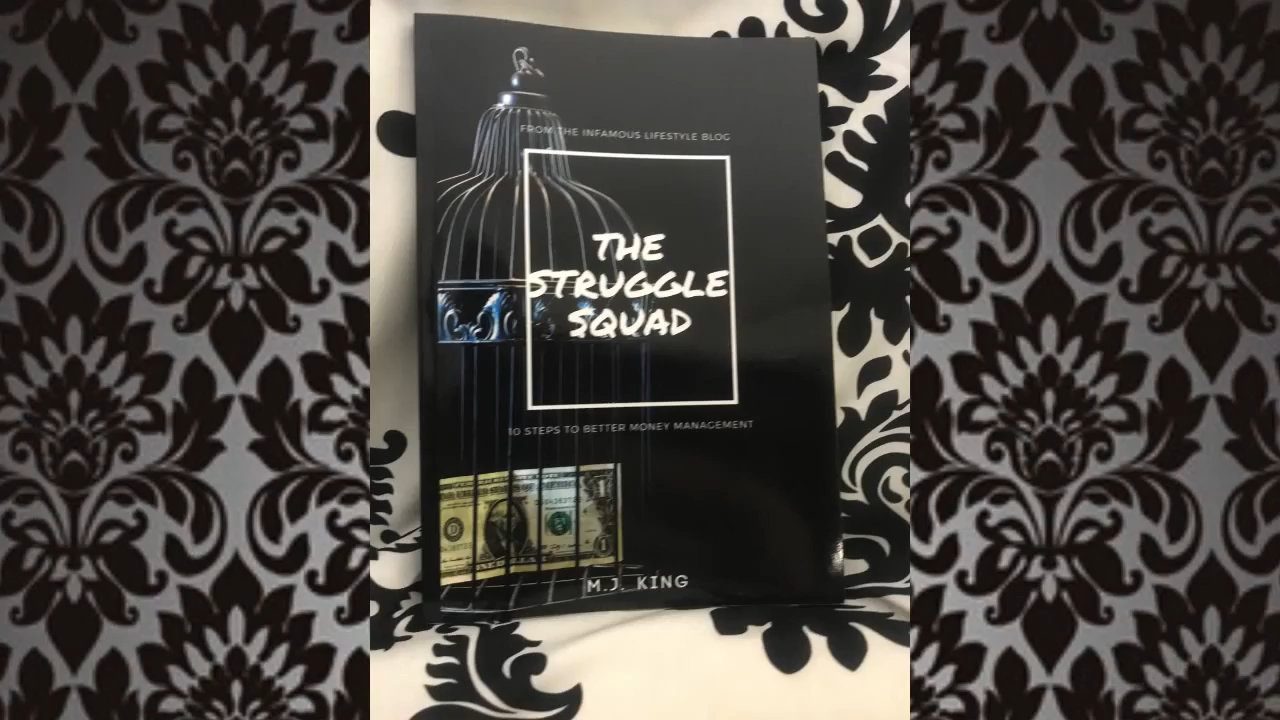 FROM THE INFAMOUS LIFESTYLE BLOG
THE
STRUGGLE
SQUAD
10 STEPS TO BETTER MONEY MANAGEMENT
M.J. KING